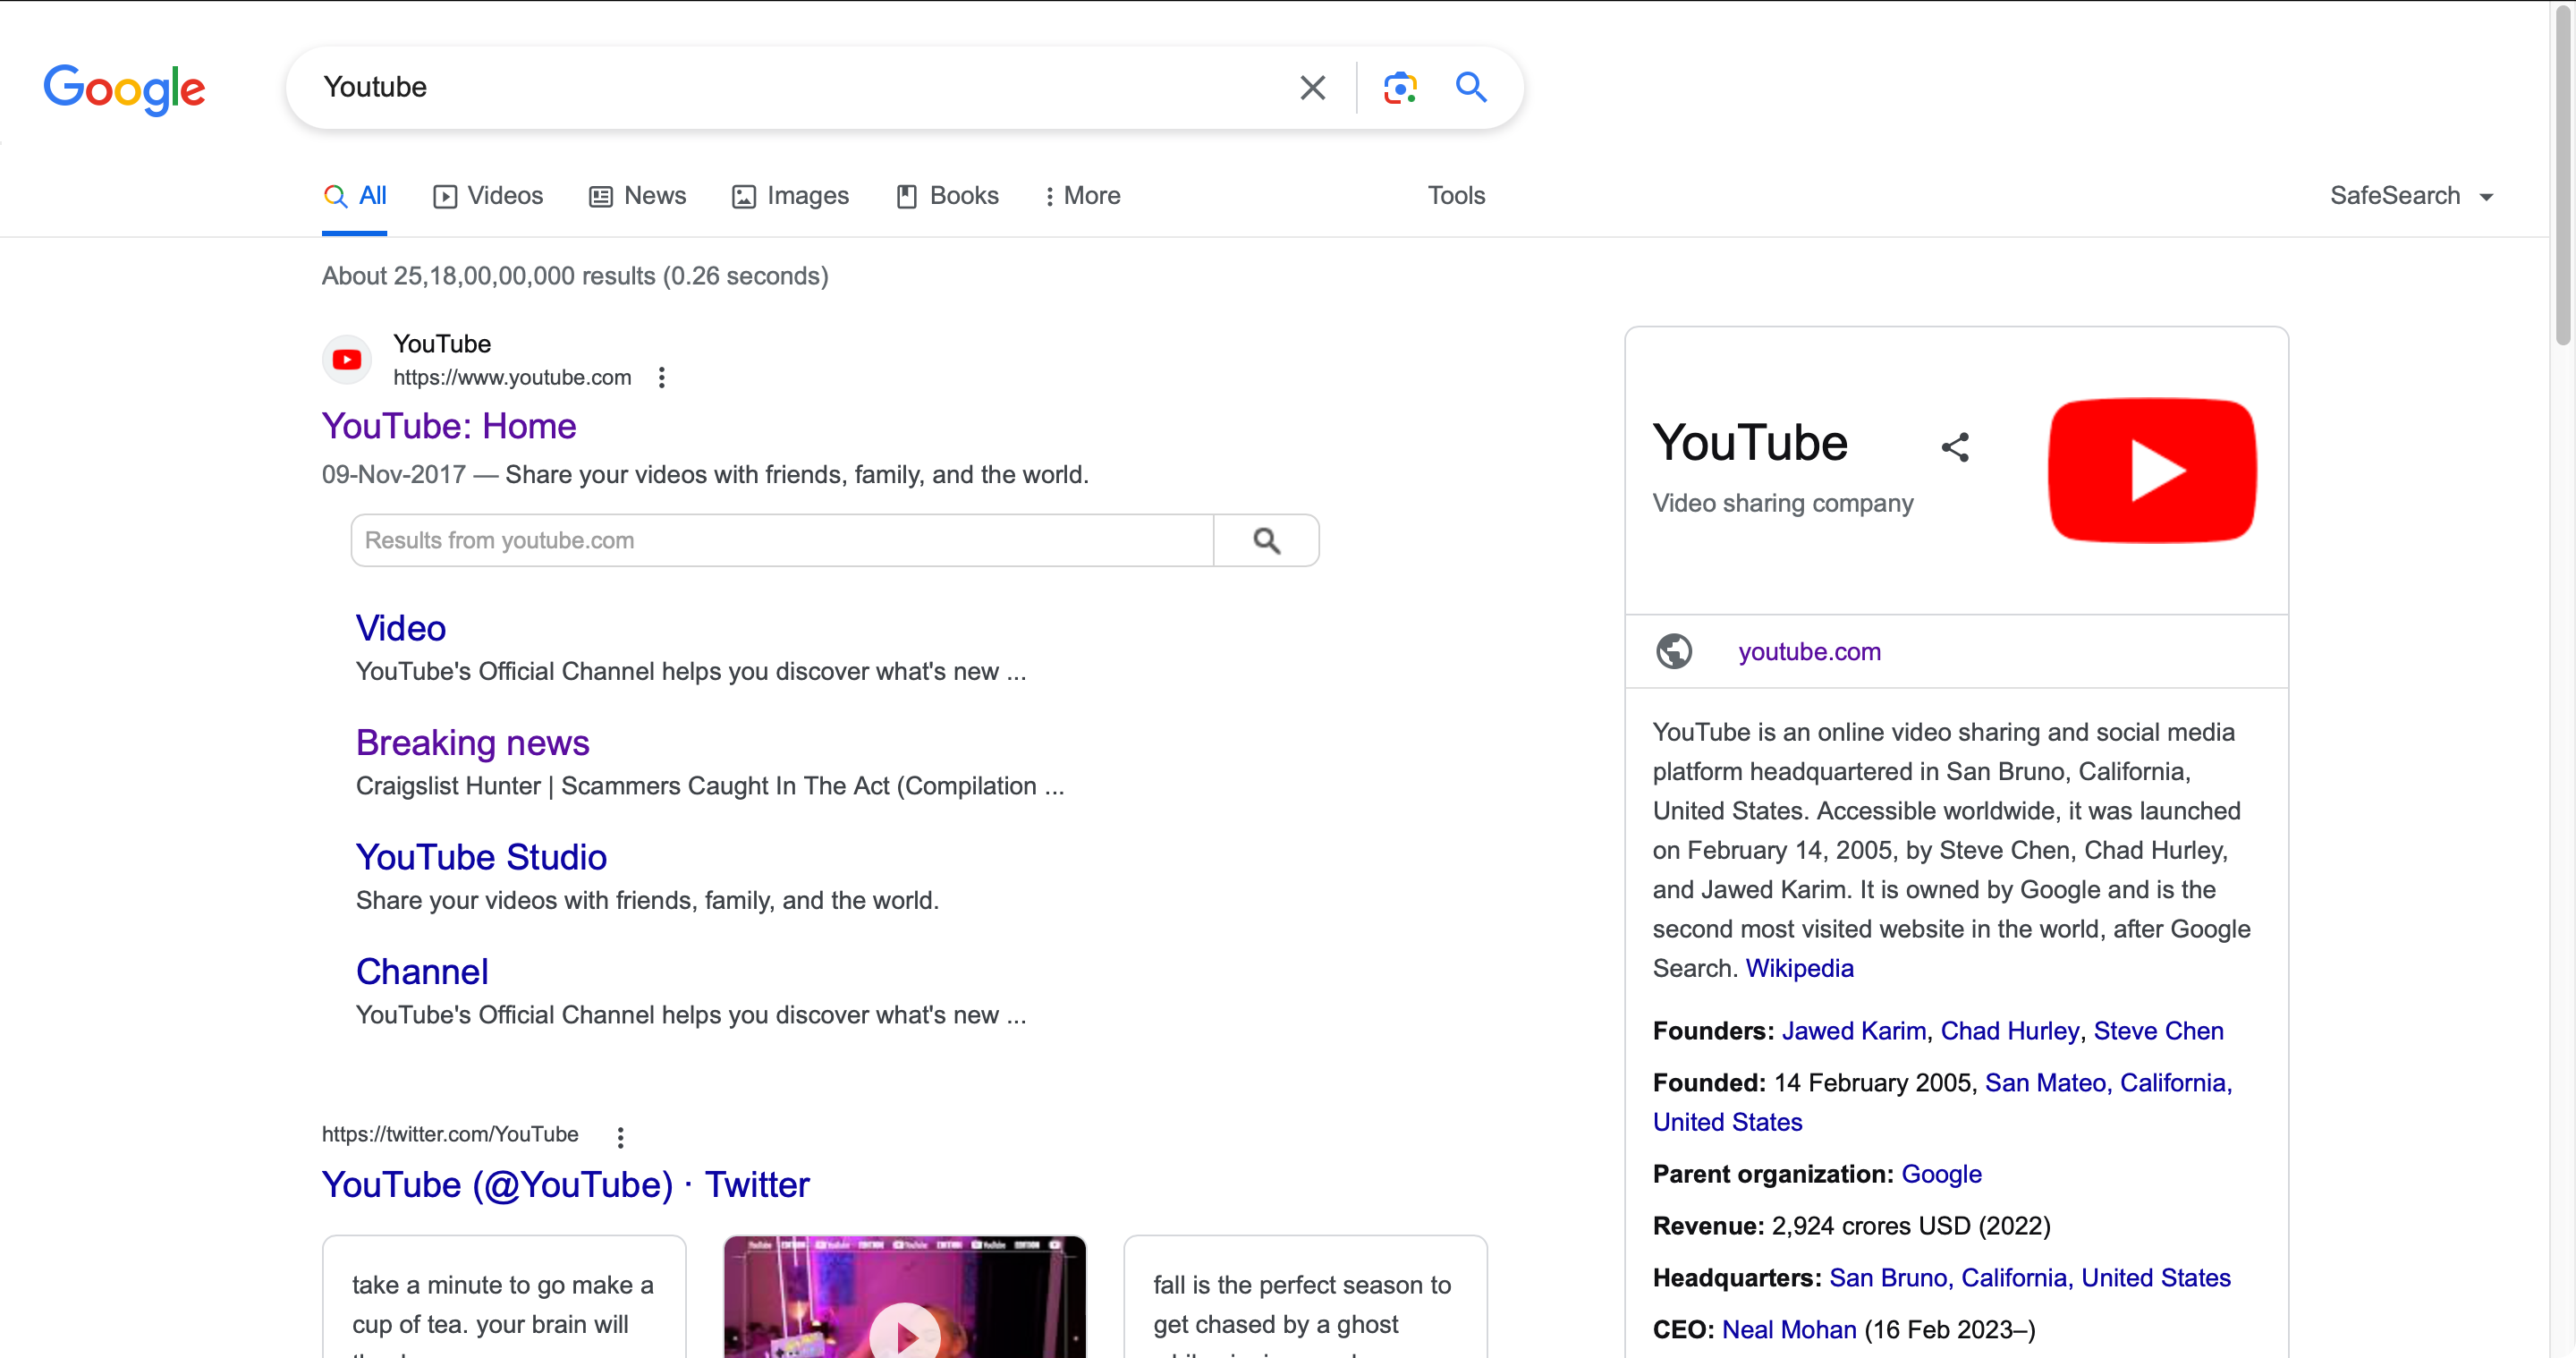 Google
Youtube
All
Videos
News
Images
Books
More
Tools
SafeSearch
About 25,18,00,00,000 results (0.26 seconds)
YouTube
https://www.youtube.com
YouTube: Home
09-Nov-2017 — Share your videos with friends, family, and the world.
Results from youtube.com
Video
YouTube's Official Channel helps you discover what's new ...
Breaking news
Craigslist Hunter | Scammers Caught In The Act (Compilation ...
YouTube Studio
Share your videos with friends, family, and the world.
Channel
YouTube's Official Channel helps you discover what's new ...
https://twitter.com/YouTube
YouTube (@YouTube) · Twitter
take a minute to go make a
cup of tea. your brain will
fall is the perfect season to
get chased by a ghost
YouTube
Video sharing company
youtube.com
YouTube is an online video sharing and social media
platform headquartered in San Bruno, California,
United States. Accessible worldwide, it was launched
on February 14, 2005, by Steve Chen, Chad Hurley,
and Jawed Karim. It is owned by Google and is the
second most visited website in the world, after Google
Search. Wikipedia
Founders: Jawed Karim, Chad Hurley, Steve Chen
Founded: 14 February 2005, San Mateo, California,
United States
Parent organization: Google
Revenue: 2,924 crores USD (2022)
Headquarters: San Bruno, California, United States
CEO: Neal Mohan (16 Feb 2023–)